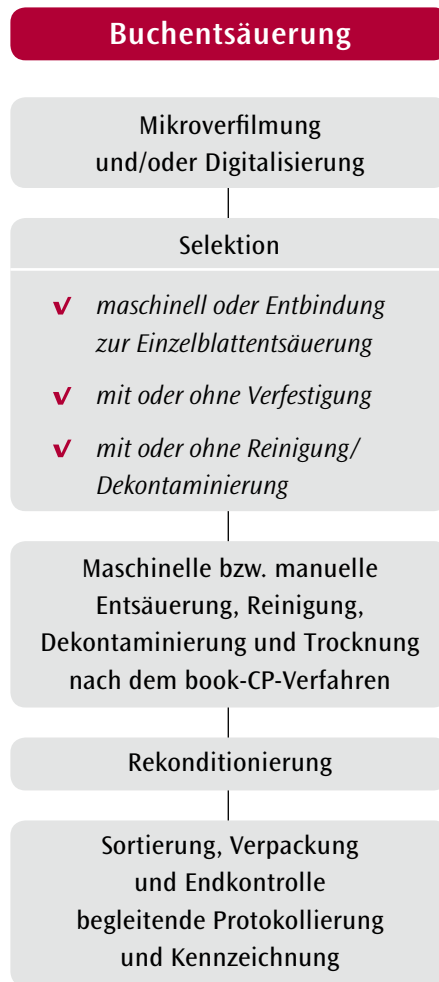 Buchentsäuerung
Mikroverfilmung
und/oder Digitalisierung
Selektion
✔ maschinell oder Entbindung
zur Einzelblattentsäuerung
✔ mit oder ohne Verfestigung
✔ mit oder ohne Reinigung/
Dekontaminierung
Maschinelle bzw. manuelle
Entsäuerung, Reinigung,
Dekontaminierung und Trocknung
nach dem book-CP-Verfahren
Rekonditionierung
Sortierung, Verpackung
und Endkontrolle
begleitende Protokollierung
und Kennzeichnung